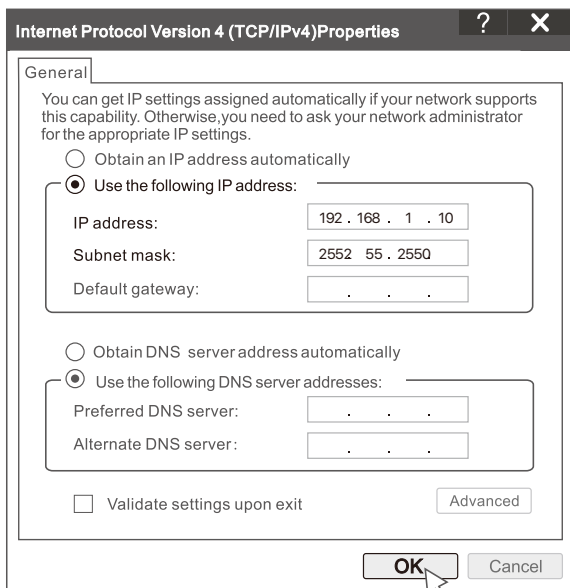 Internet Protocol Version 4 (TCP/IPv4)Properties ? X
General
You can get IP settings assigned automatically if your network supports
this capability. Otherwise,you need to ask your network administrator
for the appropriate IP settings.
Obtain an IP address automatically
Use the following IP address:
IP address: 192 . 168 . 1 . 10
Subnet mask: 2552 55 . 2550
Default gateway: . . .
Obtain DNS server address automatically
Use the following DNS server addresses:
Preferred DNS server: . . .
Alternate DNS server: . . .
Validate settings upon exit Advanced
OK Cancel